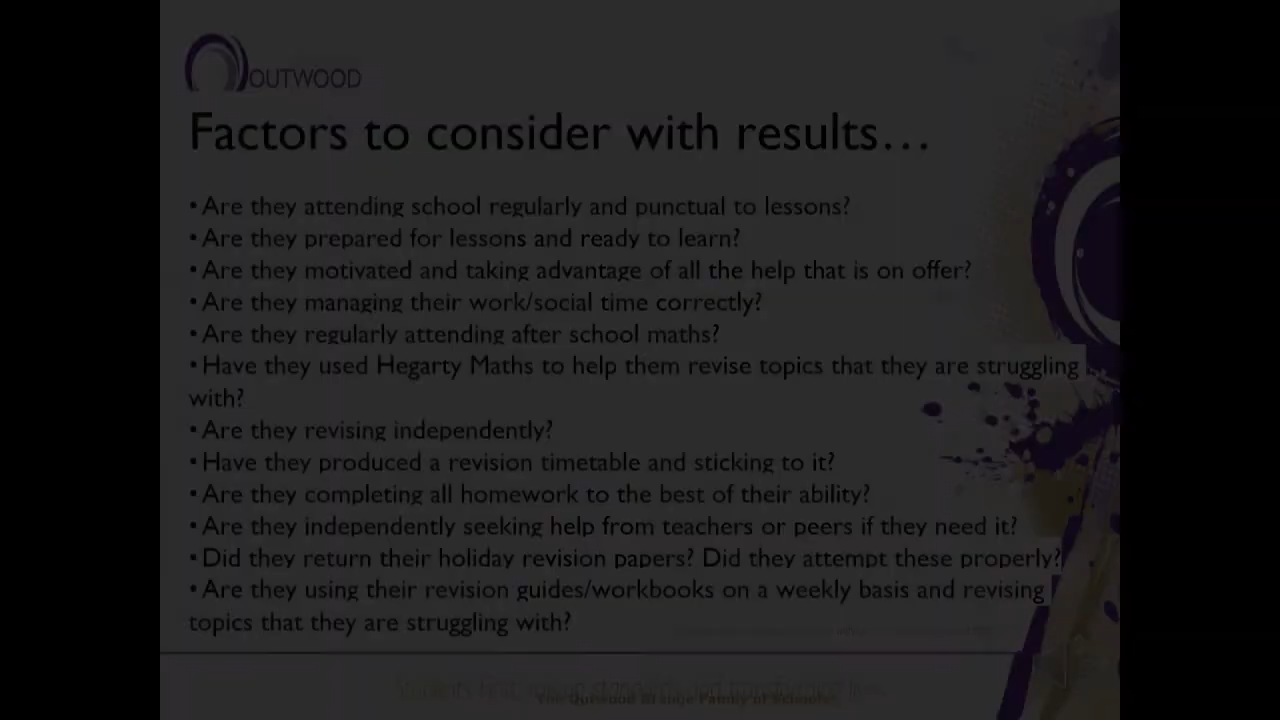 OUTWOOD
Factors to consider with results…
• Are they attending school regularly and punctual to lessons?
• Are they prepared for lessons and ready to learn?
• Are they motivated and taking advantage of all the help that is on offer?
• Are they managing their work/social time correctly?
• Are they regularly attending after school maths?
• Have they used Hegarty Maths to help them revise topics that they are struggling
with?
• Are they revising independently?
• Have they produced a revision timetable and sticking to it?
• Are they completing all homework to the best of their ability?
• Are they independently seeking help from teachers or peers if they need it?
• Did they return their holiday revision papers? Did they attempt these properly?
• Are they using their revision guides/workbooks on a weekly basis and revising
topics that they are struggling with?
The Outwood Grange Family of Schools